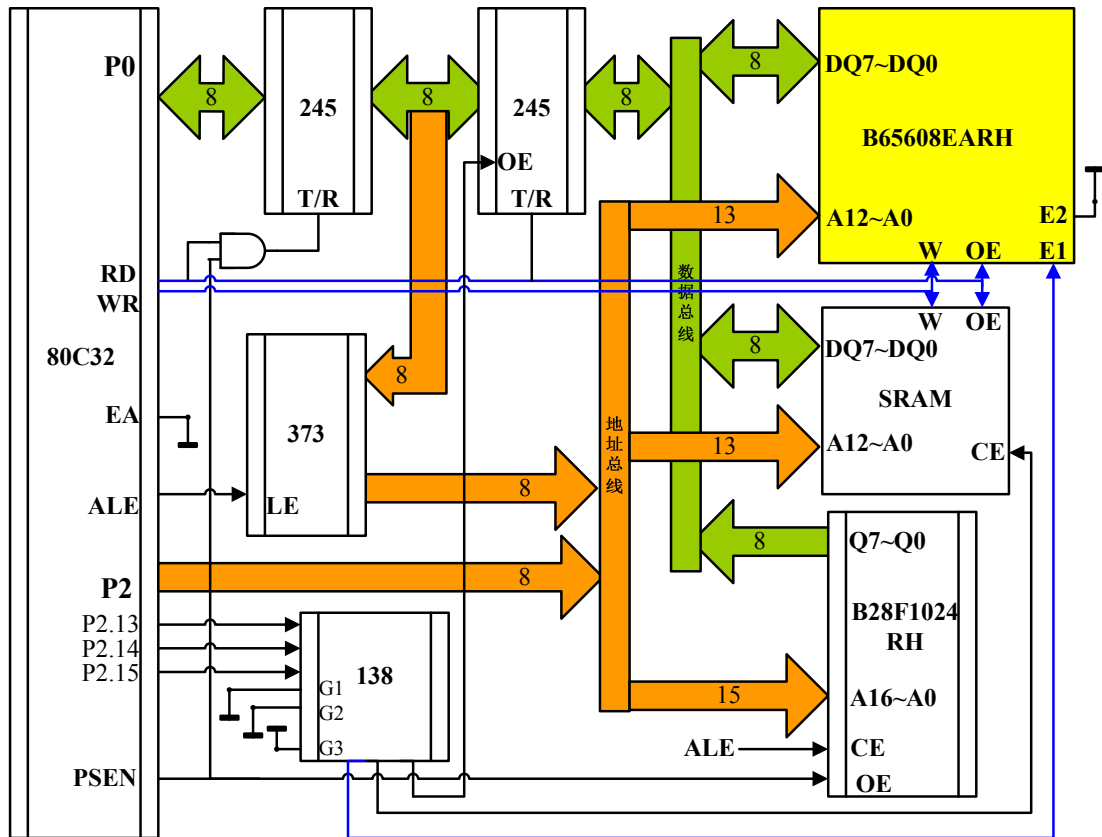 P0
8
245
T/R
8
245
OE
T/R
8
8
DQ7~DQ0
B65608EARH
13
A12~A0
E2
W
OE
E1
RD
WR
80C32
EA
ALE
P2
P2.13
P2.14
P2.15
PSEN
8
373
LE
8
8
数据总线
地址总线
W
OE
8
DQ7~DQ0
SRAM
13
A12~A0
CE
8
Q7~Q0
B28F1024
RH
15
A16~A0
ALE
CE
OE
138
G1
G2
G3